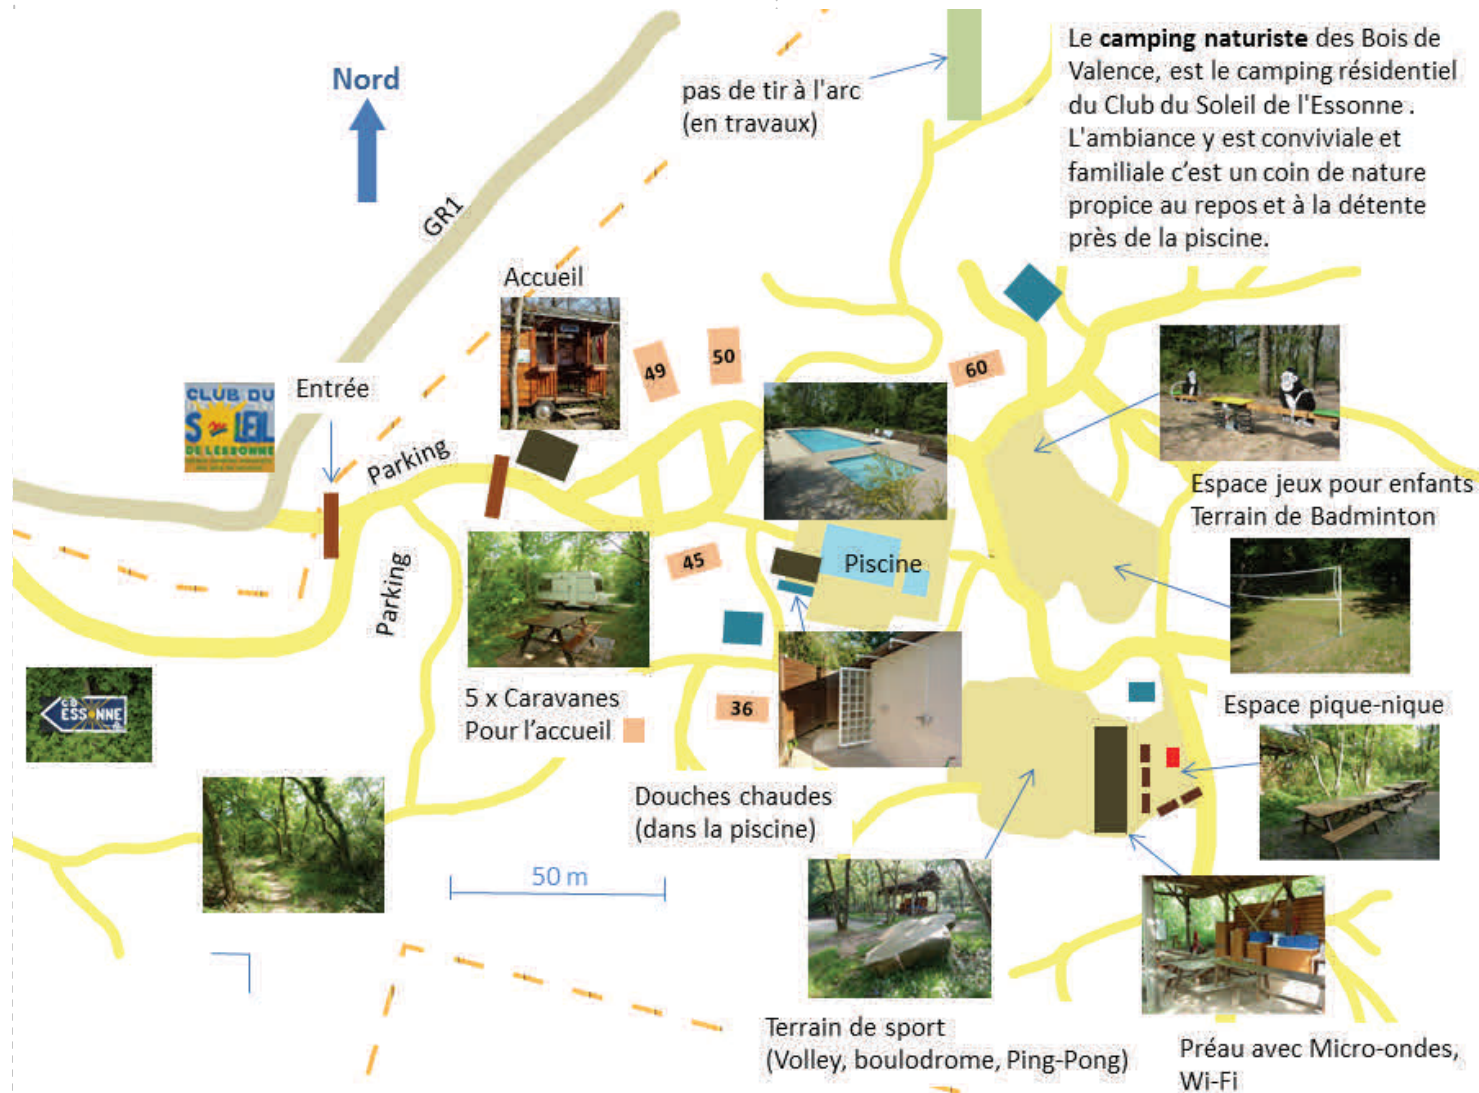 Le camping naturiste des Bois de
Valence, est le camping résidentiel
du Club du Soleil de l'Essonne .
L'ambiance y est conviviale et
familiale c’est un coin de nature
propice au repos et à la détente
près de la piscine.
Nord
pas de tir à l'arc
(en travaux)
GR1
Accueil
49
50
60
CLUB DU
SOLEIL
DE L'ESSONNE
Entrée
Parking
Parking
Espace jeux pour enfants
Terrain de Badminton
45
Piscine
5 x Caravanes
Pour l’accueil
36
ESSONNE
Espace pique-nique
Douches chaudes
(dans la piscine)
50 m
Terrain de sport
(Volley, boulodrome, Ping-Pong)
Préau avec Micro-ondes,
Wi-Fi